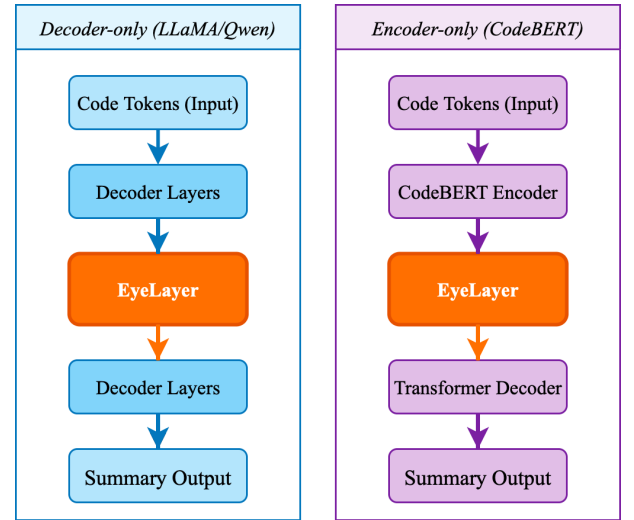 Decoder-only (LLaMA/Qwen)
Code Tokens (Input)
Decoder Layers
EyeLayer
Decoder Layers
Summary Output
Encoder-only (CodeBERT)
Code Tokens (Input)
CodeBERT Encoder
EyeLayer
Transformer Decoder
Summary Output